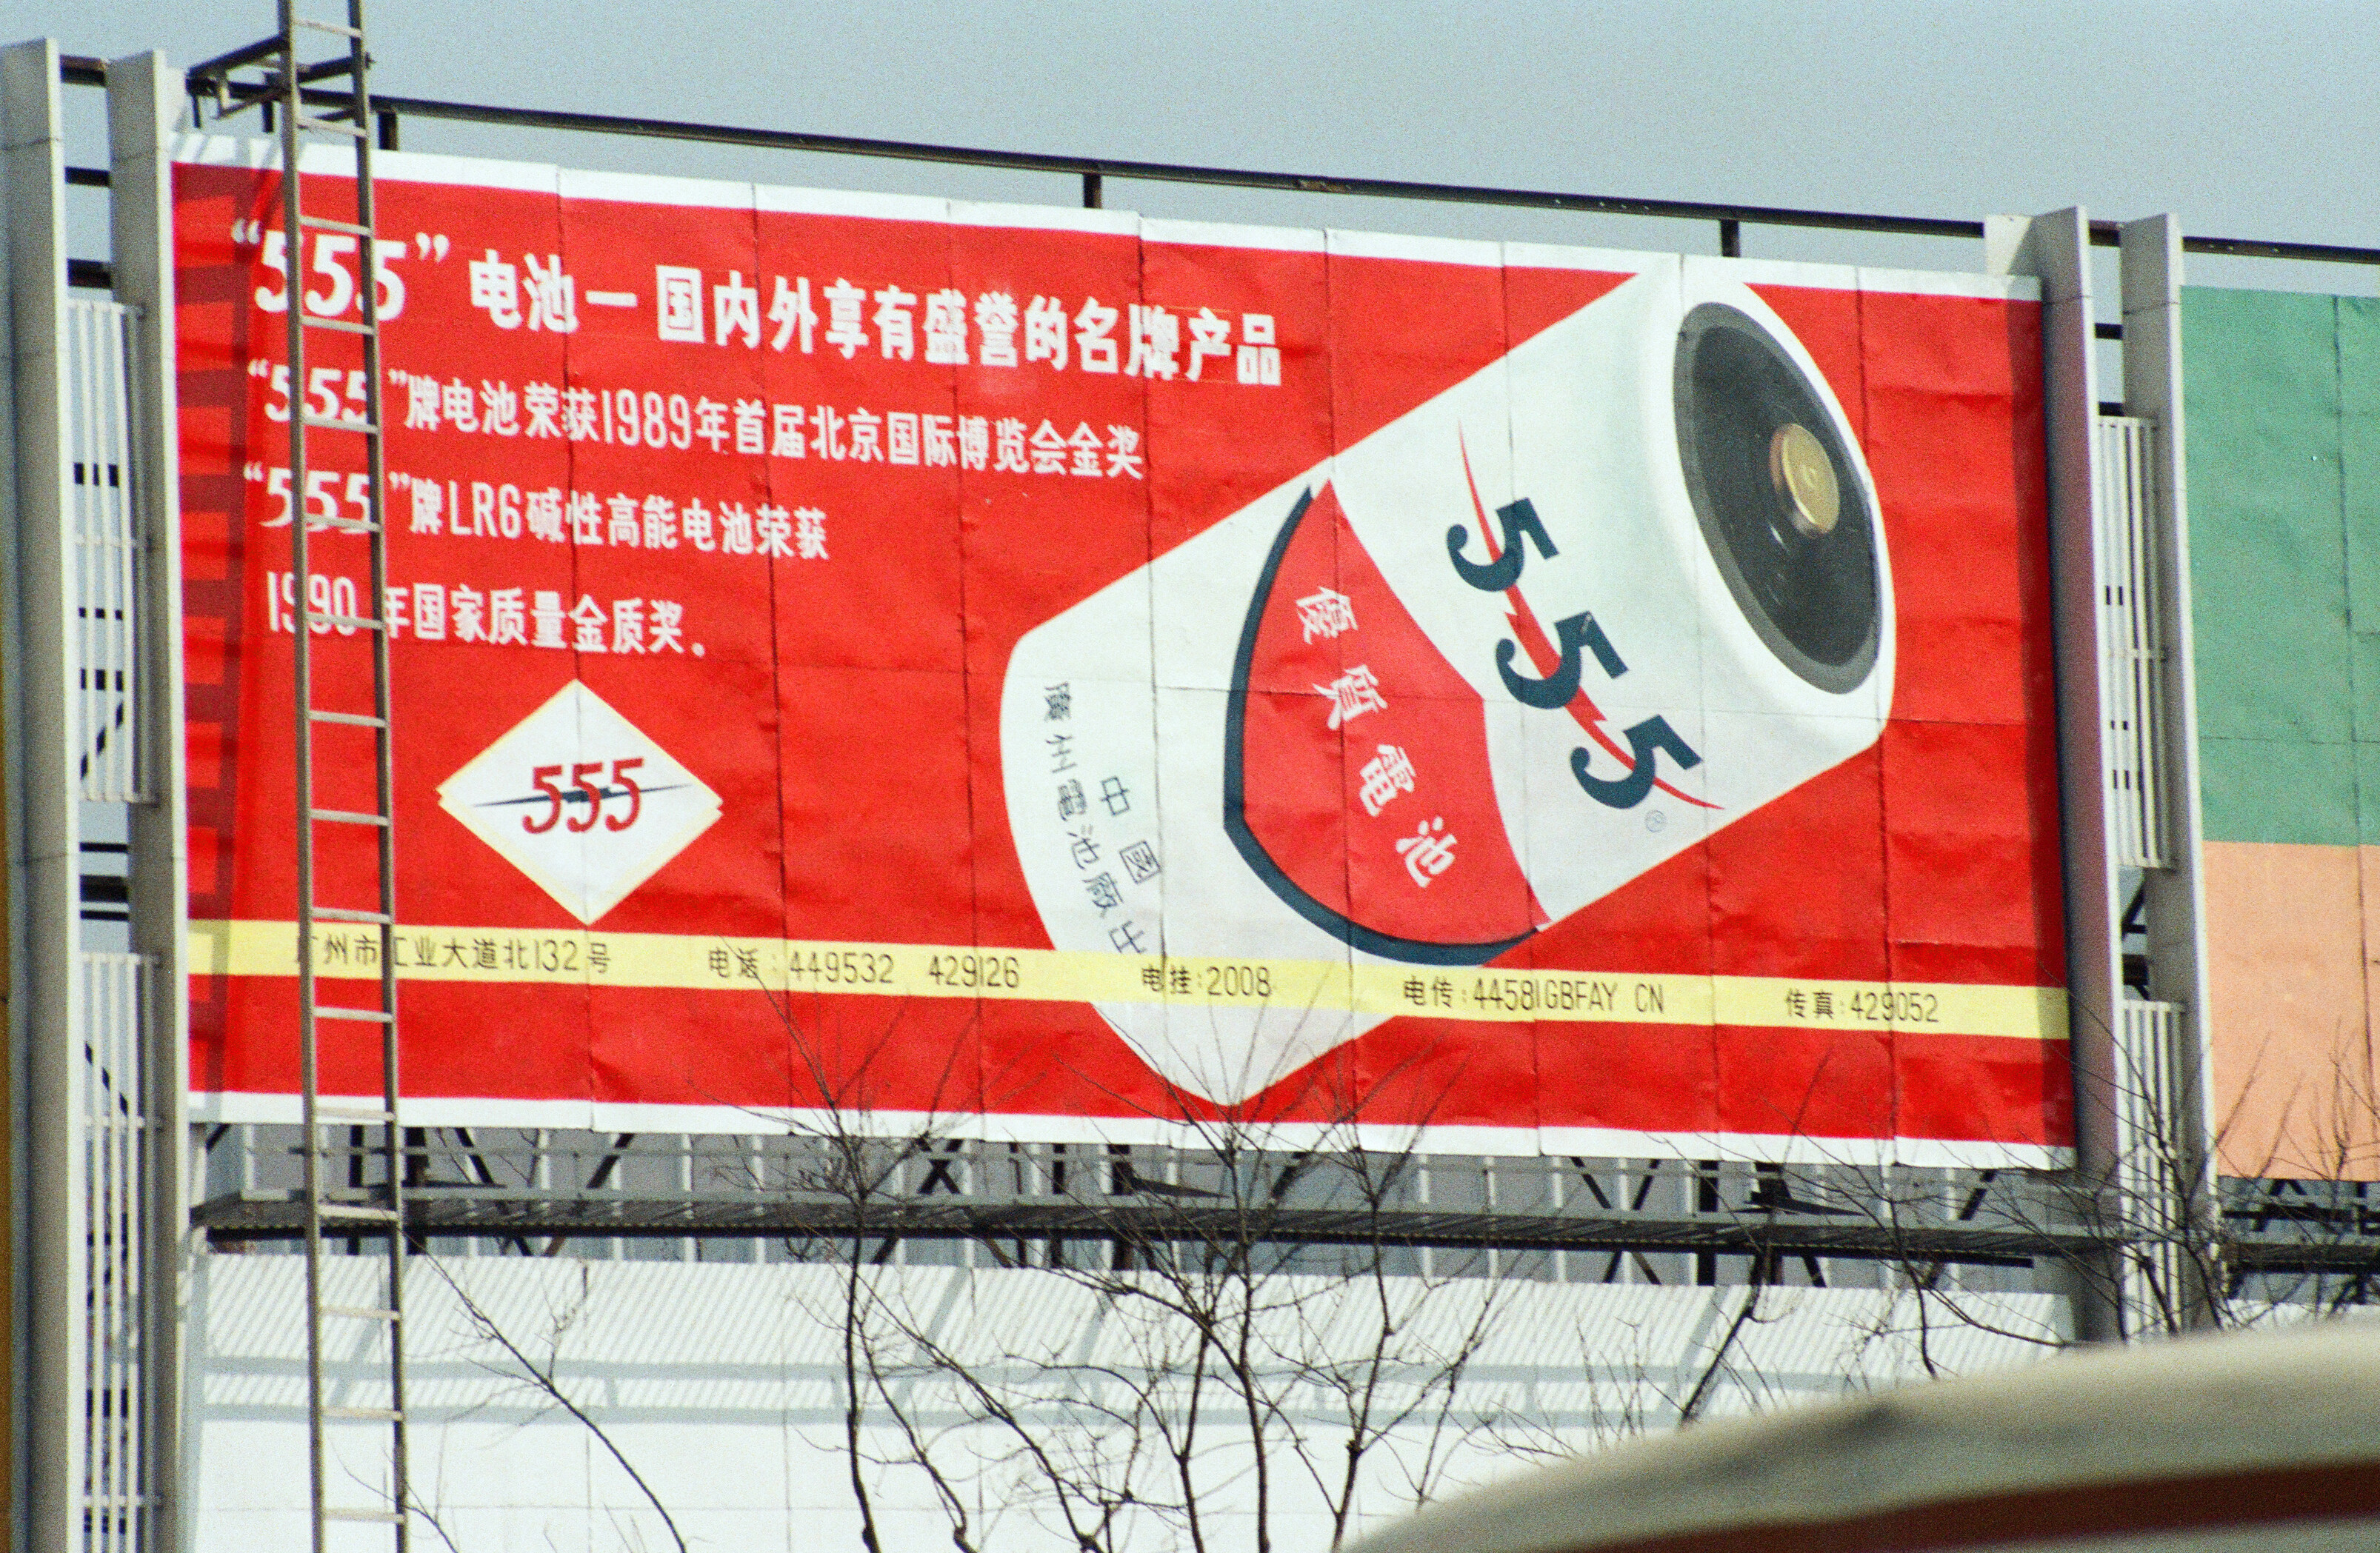 “555”电池一国内外享有盛誉的名牌产品
“555”牌电池荣获1989年首届北京国际博览会金奖
“555”牌LR6碱性高能电池荣获
1990年国家质量金质奖.
555
555
®
優質電池
中國
廣州電池廠出
广州市工业大道北132号 电话:449532 429126 电挂:2008 电传:44581GBFAY CN 传真:429052